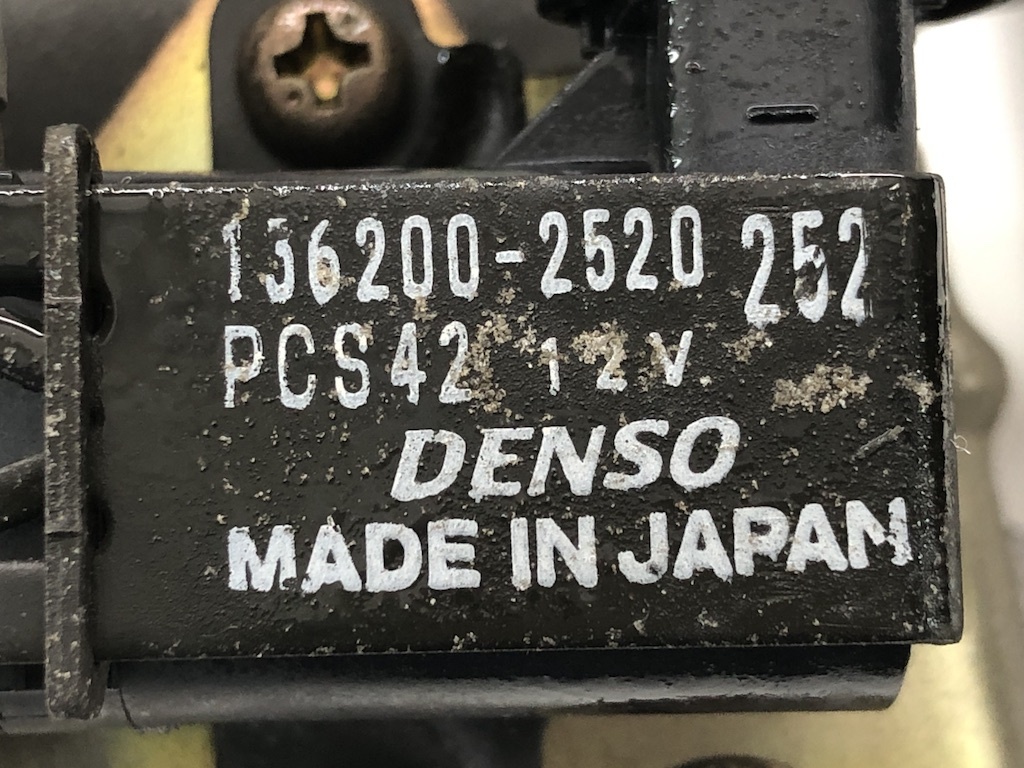 136200-2520 252
PCS42 12V
DENSO
MADE IN JAPAN